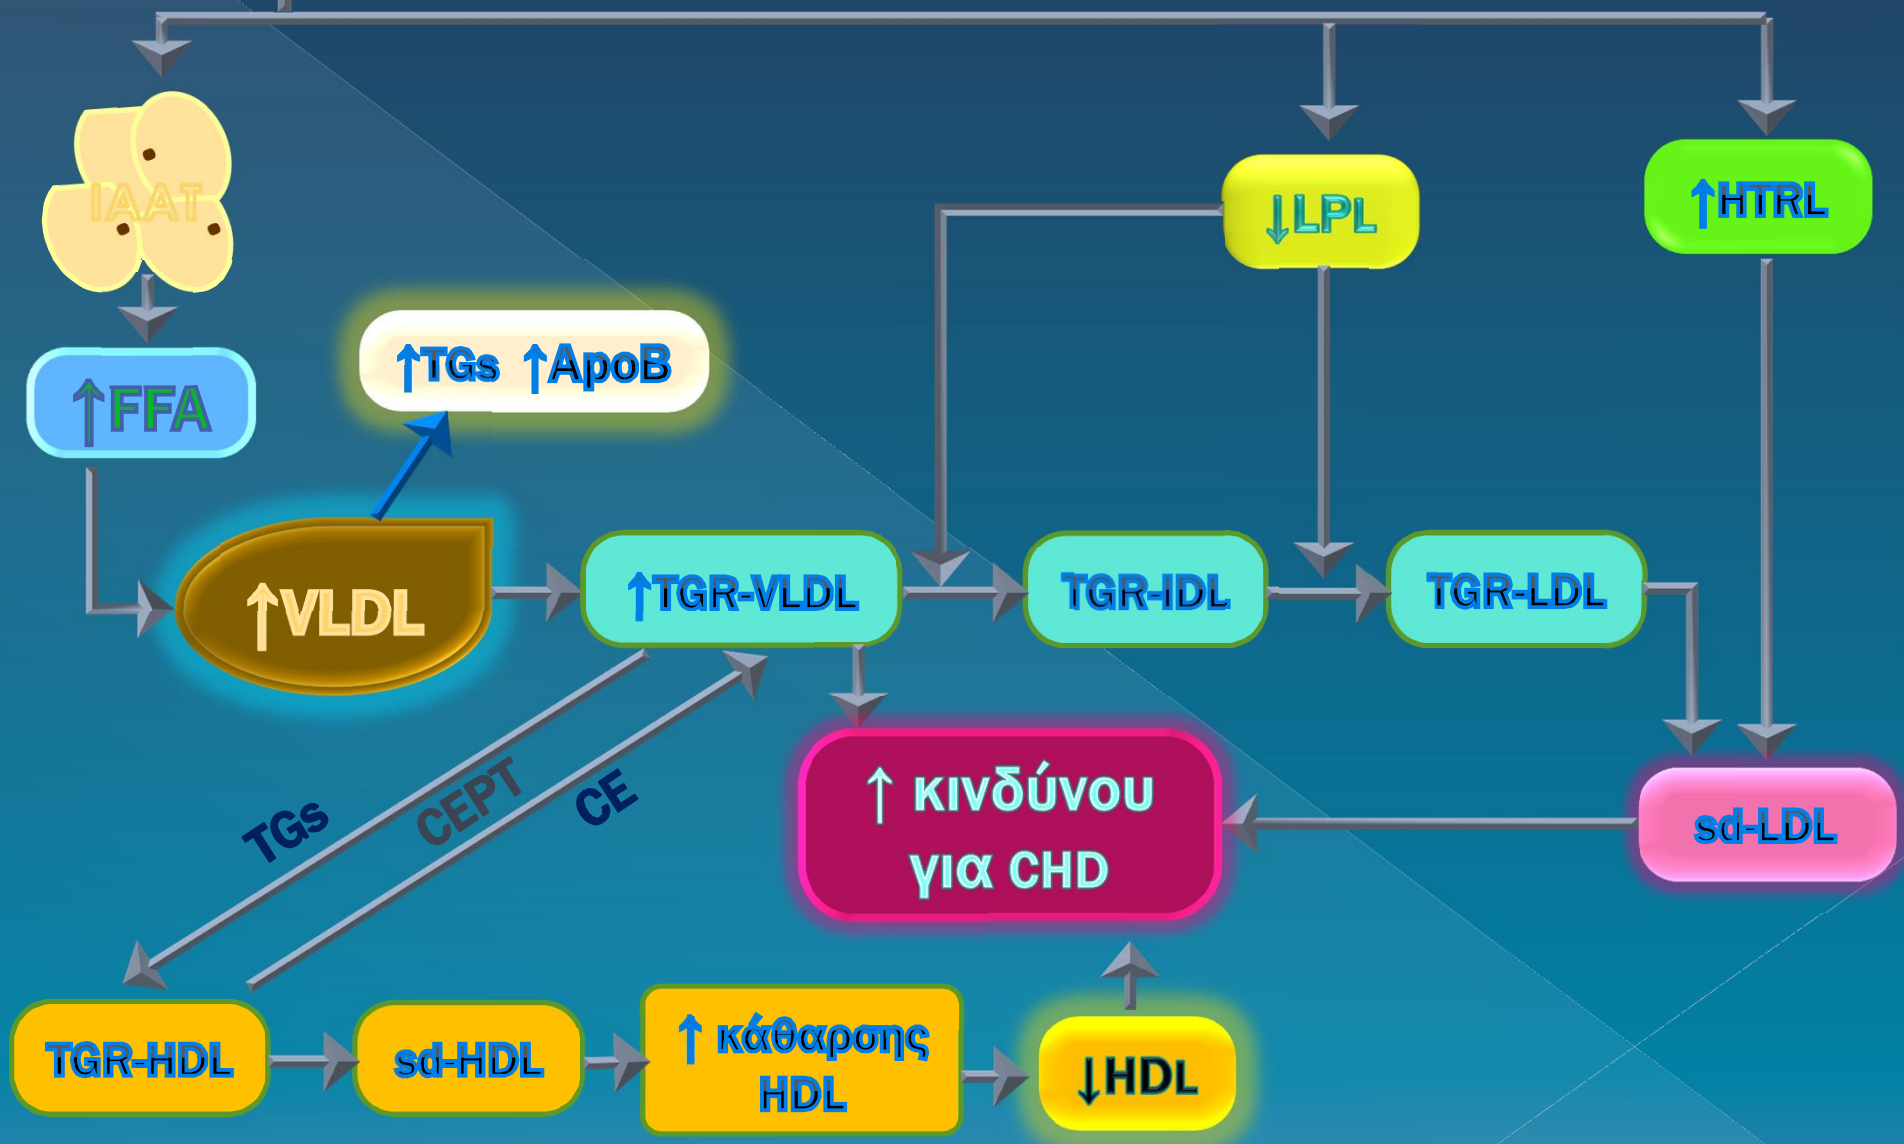 IAAT
↓LPL
↑HTRL
↑TGs ↑ApoB
↑FFA
↑VLDL
↑TGR-VLDL
TGR-IDL
TGR-LDL
TGs
CEPT
CE
↑ κινδύνου
για CHD
sd-LDL
TGR-HDL
sd-HDL
↑ κάθαρσης
HDL
↓HDL